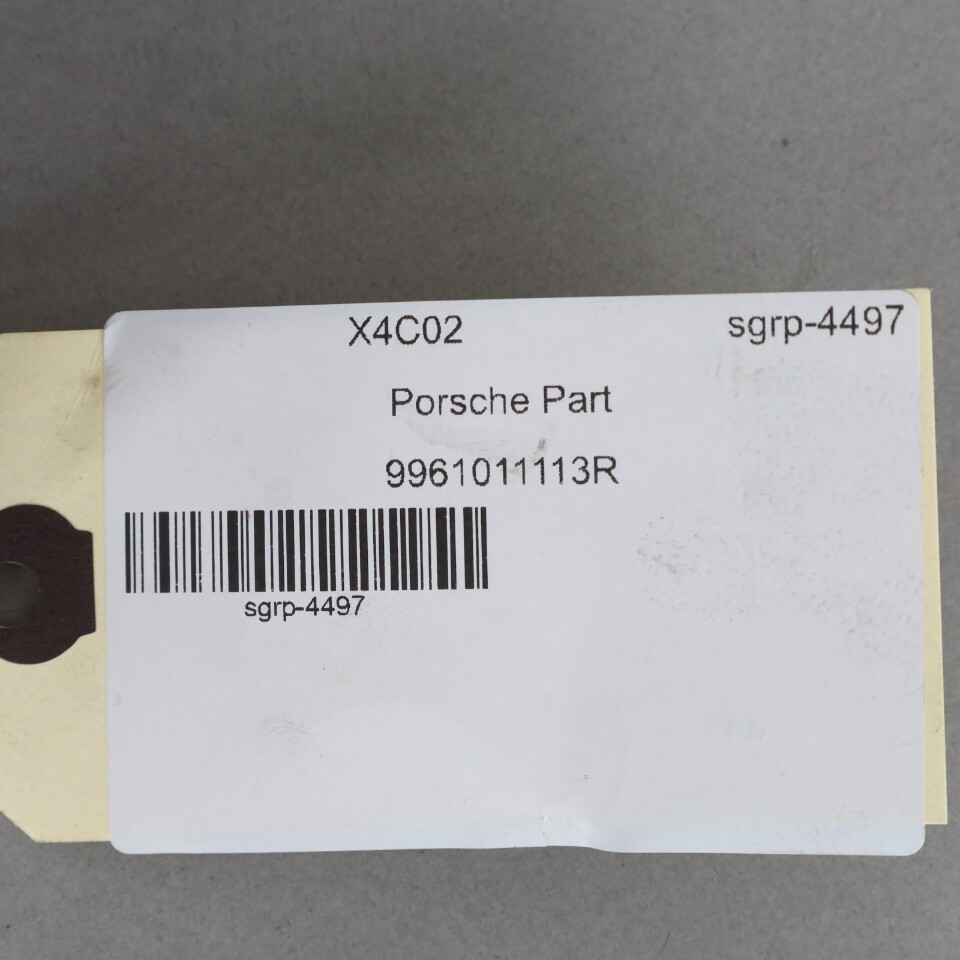 X4C02 sgrp-4497
Porsche Part
9961011113R
sgrp-4497